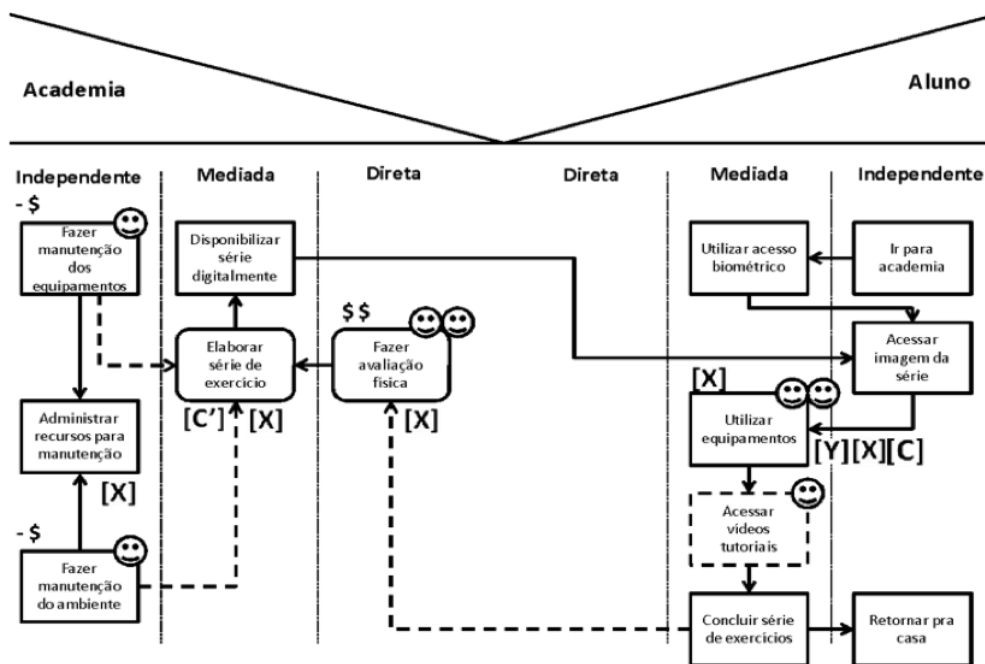 Academia
Aluno
Independente
Mediada
Direta
Direta
Mediada
Independente
- $
Fazer
manutenção
dos
equipamentos
Disponibilizar
série
digitalmente
Utilizar acesso
biométrico
Ir para
academia
$ $
Elaborar
série de
exercício
Fazer
avaliação
física
Acessar
imagem da
série
[X]
Administrar
recursos para
manutenção
[C'] [X]
[X]
Utilizar
equipamentos
[Y][X][C]
[X]
Acessar
vídeos
tutoriais
- $
Fazer
manutenção
do ambiente
Concluir série
de exercícios
Retornar pra
casa